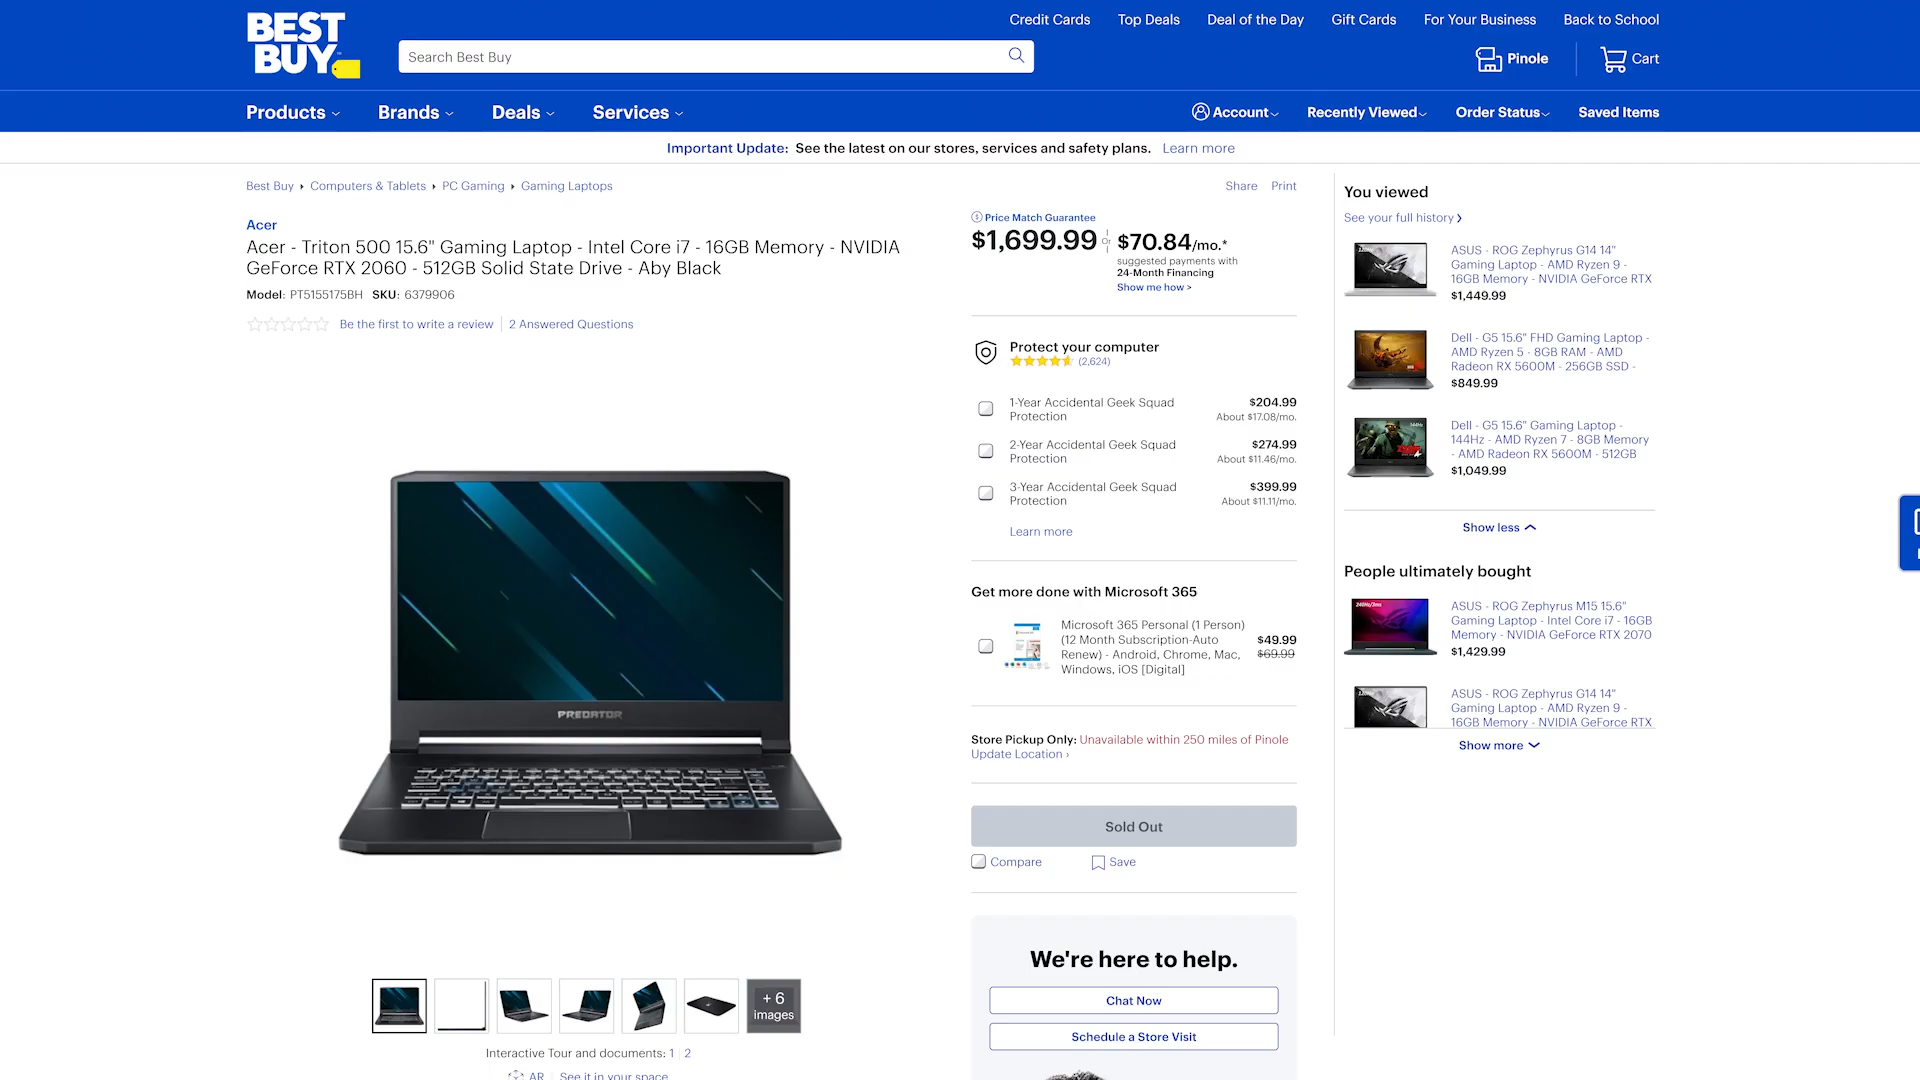 BEST
BUY
Search Best Buy
Credit Cards
Top Deals
Deal of the Day
Gift Cards
For Your Business
Back to School
Pinole
Cart
Products
Brands
Deals
Services
Account
Recently Viewed
Order Status
Saved Items
Important Update: See the latest on our stores, services and safety plans. Learn more
Best Buy
Computers & Tablets
PC Gaming
Gaming Laptops
Share
Print
Acer
Acer - Triton 500 15.6" Gaming Laptop - Intel Core i7 - 16GB Memory - NVIDIA
GeForce RTX 2060 - 512GB Solid State Drive - Aby Black
Model: PT5155175BH SKU: 6379906
Be the first to write a review
2 Answered Questions
PREDATOR
+ 6
images
Interactive Tour and documents: 1 | 2
AR
See it in your space
Price Match Guarantee
$1,699.99
or
$70.84/mo.*
suggested payments with
24-Month Financing
Show me how >
Protect your computer
(2,624)
1-Year Accidental Geek Squad
Protection
$204.99
About $17.08/mo.
2-Year Accidental Geek Squad
Protection
$274.99
About $11.46/mo.
3-Year Accidental Geek Squad
Protection
$399.99
About $11.11/mo.
Learn more
Get more done with Microsoft 365
Microsoft 365 Personal (1 Person)
(12 Month Subscription-Auto
Renew) - Android, Chrome, Mac,
Windows, iOS [Digital]
$49.99
$69.99
Store Pickup Only: Unavailable within 250 miles of Pinole
Update Location ›
Sold Out
Compare
Save
We're here to help.
Chat Now
Schedule a Store Visit
You viewed
See your full history
ASUS - ROG Zephyrus G14 14"
Gaming Laptop - AMD Ryzen 9 -
16GB Memory - NVIDIA GeForce RTX
$1,449.99
Dell - G5 15.6" FHD Gaming Laptop -
AMD Ryzen 5 - 8GB RAM - AMD
Radeon RX 5600M - 256GB SSD -
$849.99
144Hz
Dell - G5 15.6" Gaming Laptop -
144Hz - AMD Ryzen 7 - 8GB Memory
- AMD Radeon RX 5600M - 512GB
$1,049.99
Show less
People ultimately bought
240Hz/3ms
ASUS - ROG Zephyrus M15 15.6"
Gaming Laptop - Intel Core i7 - 16GB
Memory - NVIDIA GeForce RTX 2070
$1,429.99
ASUS - ROG Zephyrus G14 14"
Gaming Laptop - AMD Ryzen 9 -
16GB Memory - NVIDIA GeForce RTX
Show more